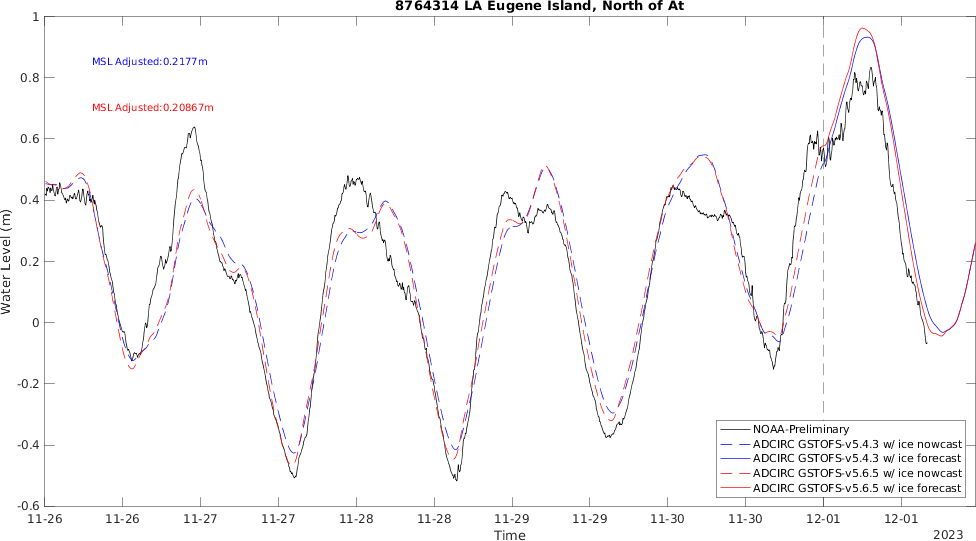 8764314 LA Eugene Island, North of At
1
0.8
0.6
0.4
0.2
0
-0.2
-0.4
-0.6
Water Level (m)
MSL Adjusted:0.2177m
MSL Adjusted:0.20867m
NOAA-Preliminary
ADCIRC GSTOFS-v5.4.3 w/ ice nowcast
ADCIRC GSTOFS-v5.4.3 w/ ice forecast
ADCIRC GSTOFS-v5.6.5 w/ ice nowcast
ADCIRC GSTOFS-v5.6.5 w/ ice forecast
11-26 11-26 11-27 11-27 11-28 11-28 11-29 11-29 11-30 11-30 12-01 12-01
Time
2023